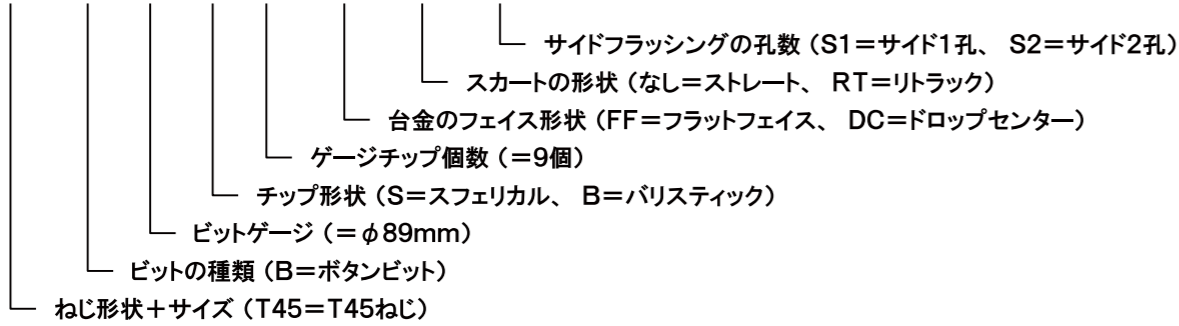 サイドフラッシングの孔数（S1＝サイド1孔、 S2＝サイド2孔）
スカートの形状（なし＝ストレート、 RT＝リトラック）
台金のフェイス形状（FF＝フラットフェイス、 DC＝ドロップセンター）
ゲージチップ個数（＝9個）
チップ形状（S＝スフェリカル、 B＝バリスティック）
ビットゲージ（＝φ89mm）
ビットの種類（B＝ボタンビット）
ねじ形状＋サイズ（T45＝T45ねじ）